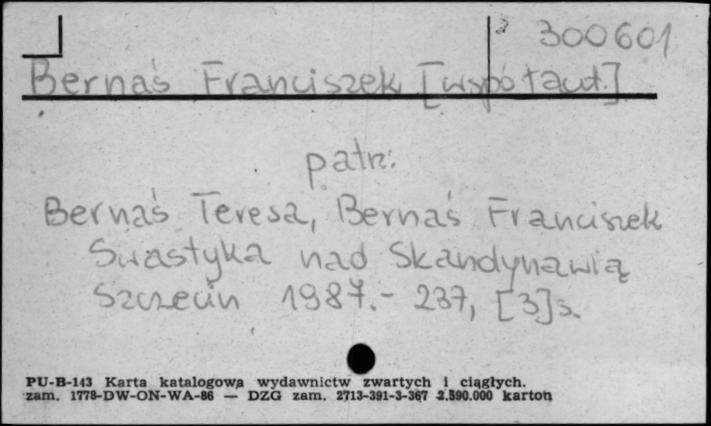 300601
Bernaś Franciszek [współaut.]
patrz:
Bernaś Teresa, Bernaś Franciszek
Swastyka nad Skandynawią
Szczecin 1987.- 237, [3]s.
PU-B-143 Karta katalogowa wydawnictw zwartych i ciągłych.
zam. 1778-DW-ON-WA-86 — DZG zam. 2713-391-3-367 2.590.000 karton